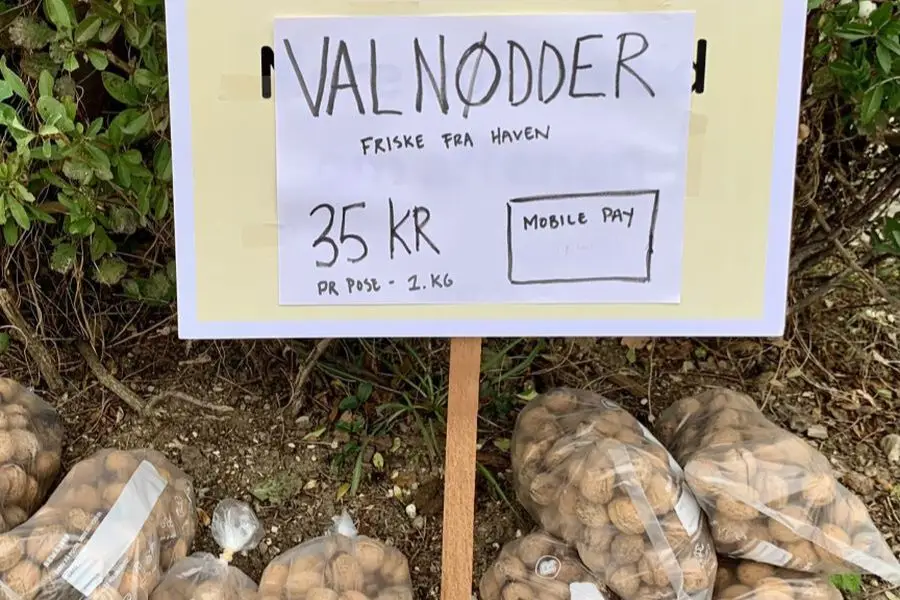 VALNØDDER
FRISKE FRA HAVEN
35 KR
PR POSE - 1.KG
MOBILE PAY